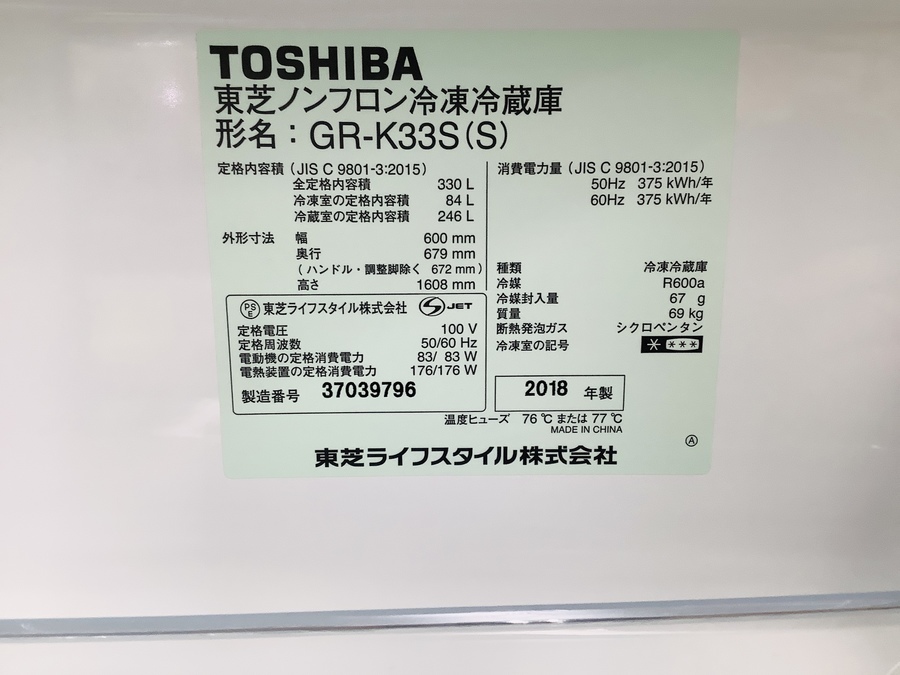 TOSHIBA
東芝ノンフロン冷凍冷蔵庫
形名：GR-K33S(S)
定格内容積（JIS C 9801-3:2015）
全定格内容積 330 L
冷凍室の定格内容積 84 L
冷蔵室の定格内容積 246 L
外形寸法 幅 600 mm
奥行 679 mm
（ハンドル・調整脚除く 672 mm）
高さ 1608 mm
PSE 東芝ライフスタイル株式会社 S JET
定格電圧 100 V
定格周波数 50/60 Hz
電動機の定格消費電力 83/ 83 W
電熱装置の定格消費電力 176/176 W
製造番号 37039796
消費電力量（JIS C 9801-3:2015）
50Hz 375 kWh/年
60Hz 375 kWh/年
種類 冷凍冷蔵庫
冷媒 R600a
冷媒封入量 67 g
質量 69 kg
断熱発泡ガス シクロペンタン
冷凍室の記号 * ***
2018 年製
温度ヒューズ 76 ℃ または 77 ℃
MADE IN CHINA
Ⓐ
東芝ライフスタイル株式会社